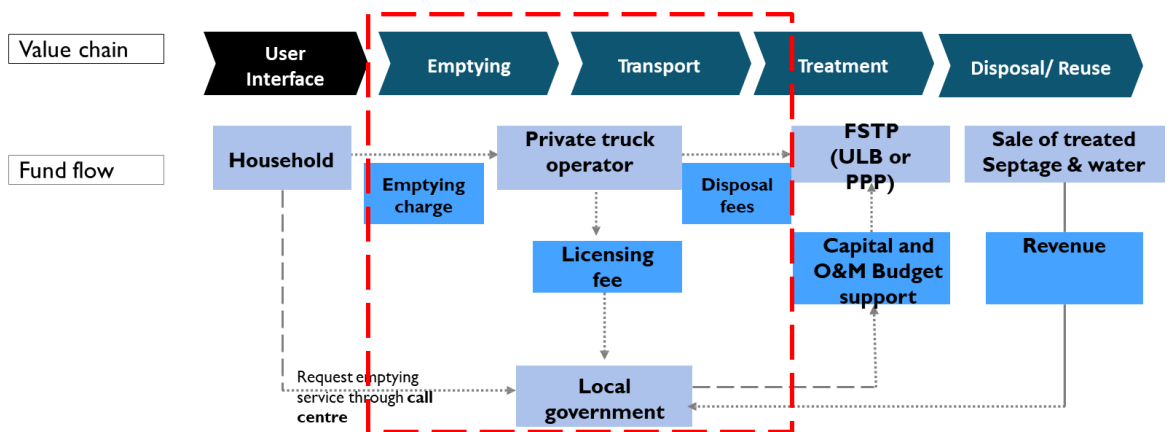 Value chain
User
Interface
Emptying
Transport
Treatment
Disposal/ Reuse
Fund flow
Household
Emptying
charge
Private truck
operator
Disposal
fees
FSTP
(ULB or
PPP)
Sale of treated
Septage & water
Licensing
fee
Capital and
O&M Budget
support
Revenue
Request emptying
service through call
centre
Local
government